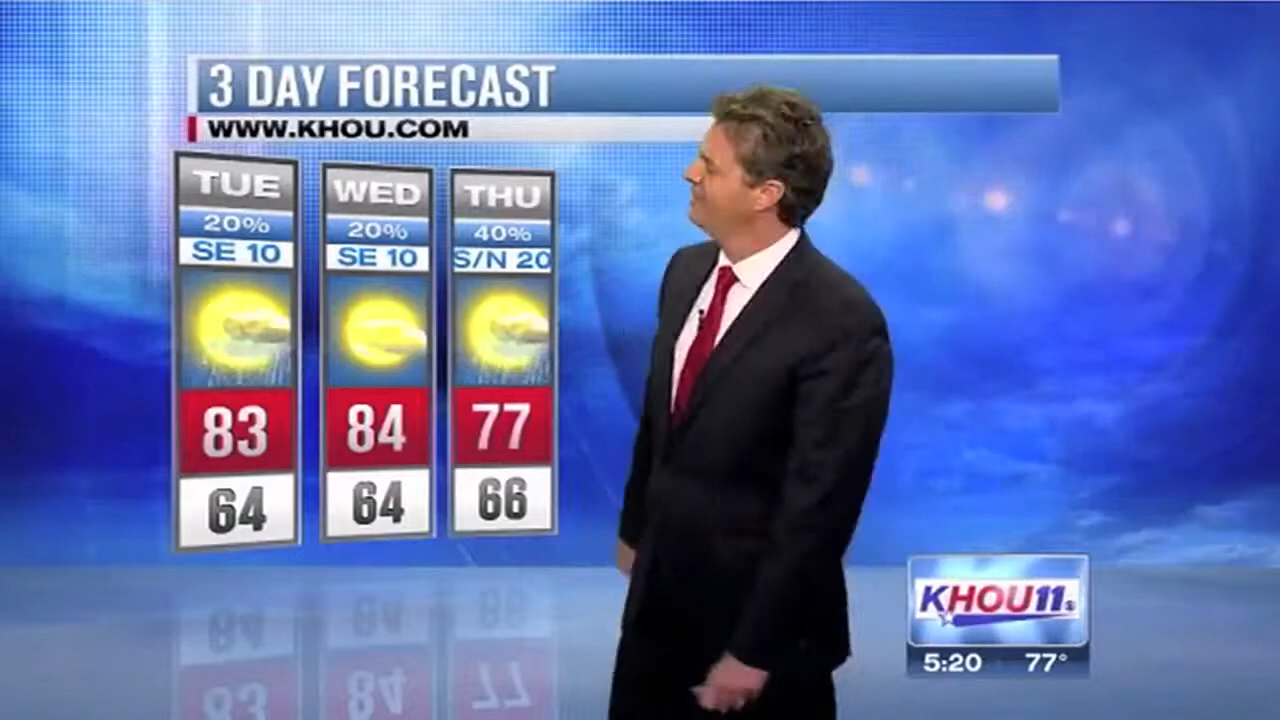 3 DAY FORECAST
WWW.KHOU.COM
TUE WED THU
20% 20% 40%
SE 10 SE 10 S/N 20
83 84 77
64 64 66
KHOU11
5:20 77°